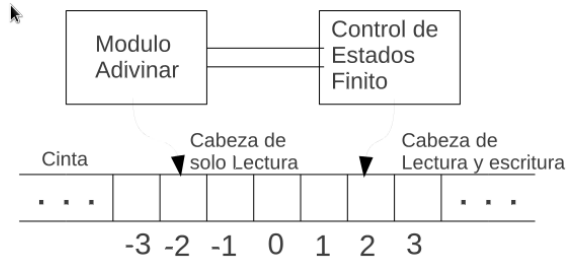 Modulo
Adivinar
Control de
Estados
Finito
Cinta
Cabeza de
solo Lectura
Cabeza de
Lectura y escritura
. . .
. . .
-3 -2 -1 0 1 2 3